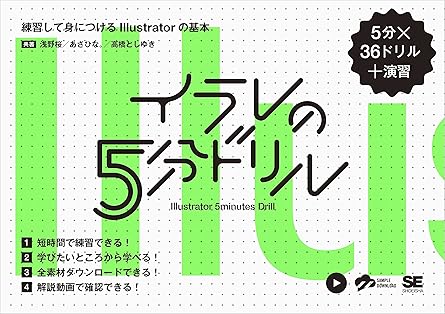 練習して身につけるIllustratorの基本
共著 浅野桜/あさひな。/高橋としゆき
5分×
36ドリル
+演習
イラレの
5分ドリル
Illustrator 5minutes Drill
1 短時間で練習できる!
2 学びたいところから学べる!
3 全素材ダウンロードできる!
4 解説動画で確認できる!
SAMPLE
DOWNLOAD
SE
SHOEISHA